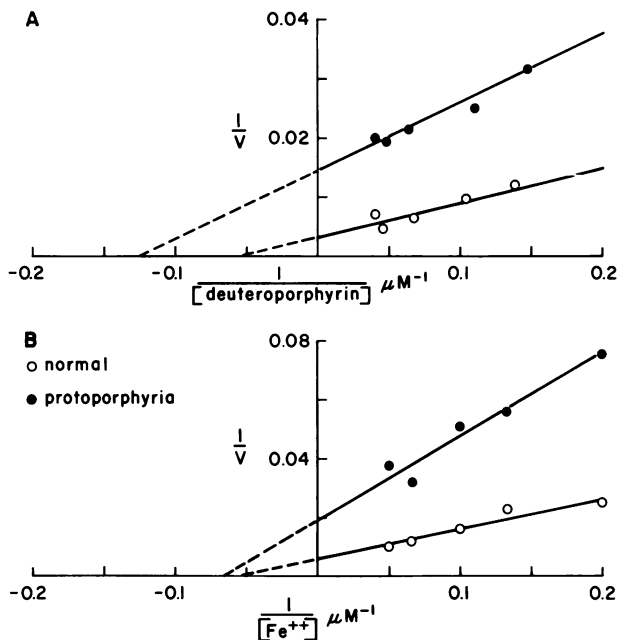 A
0.04
1/V
0.02
-0.2 -0.1 0.1 0.2
1/[deuteroporphyrin] μM⁻¹
B
0.08
○ normal
● protoporphyria
1/V
0.04
-0.2 -0.1 0.1 0.2
1/[Fe⁺⁺] μM⁻¹